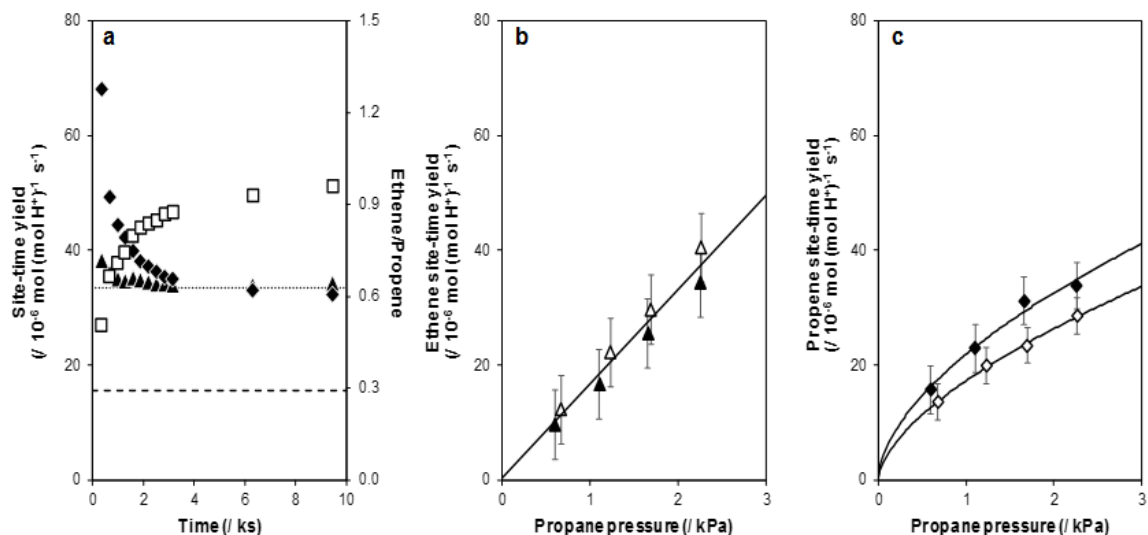 a
80
60
40
20
0
Site-time yield
(/ 10⁻⁶ mol (mol H⁺)⁻¹ s⁻¹)
0 2 4 6 8 10
Time (/ ks)
1.5
1.2
0.9
0.6
0.3
0.0
Ethene/Propene
b
80
60
40
20
0
Ethene site-time yield
(/ 10⁻⁶ mol (mol H⁺)⁻¹ s⁻¹)
0 1 2 3
Propane pressure (/ kPa)
c
80
60
40
20
0
Propene site-time yield
(/ 10⁻⁶ mol (mol H⁺)⁻¹ s⁻¹)
0 1 2 3
Propane pressure (/ kPa)